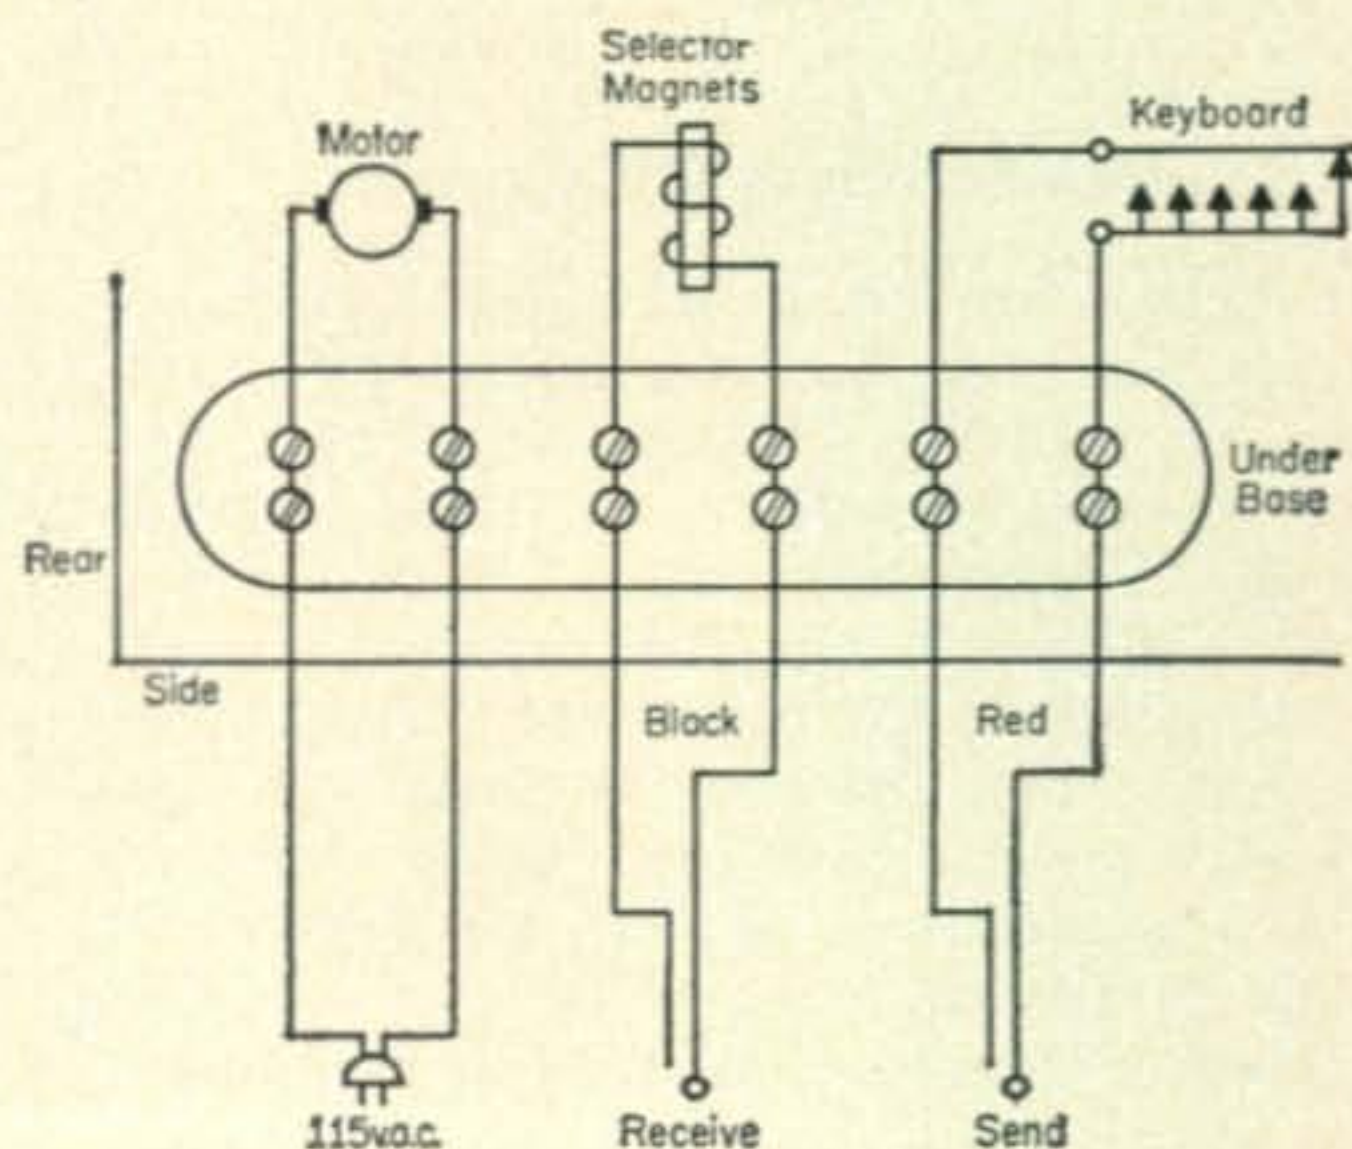 Selector
Magnets
Motor
Keyboard
Under
Base
Rear
Side
Black
Red
115v.a.c.
Receive
Send